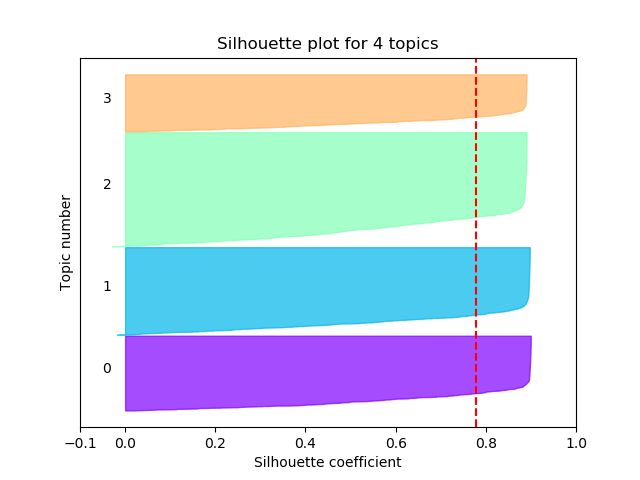 Silhouette plot for 4 topics
3
2
1
0
Topic number
−0.1 0.0 0.2 0.4 0.6 0.8 1.0
Silhouette coefficient